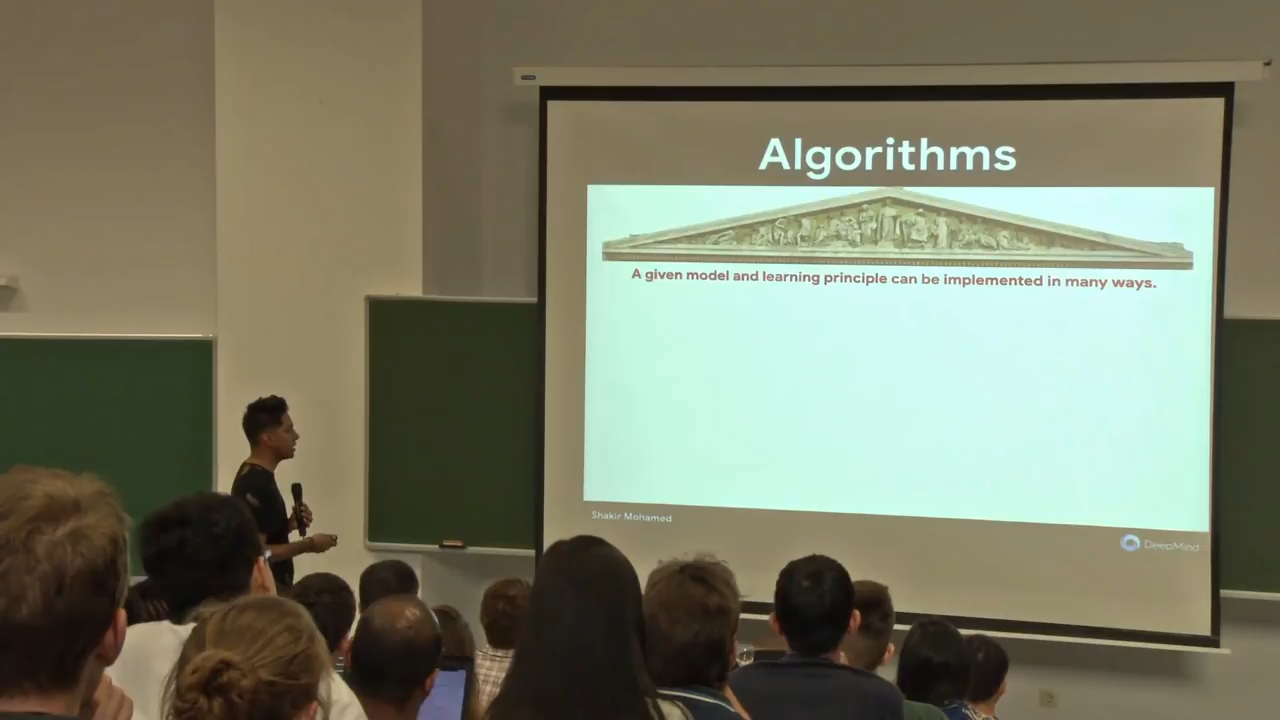 Algorithms
A given model and learning principle can be implemented in many ways.
Shakir Mohamed
DeepMind